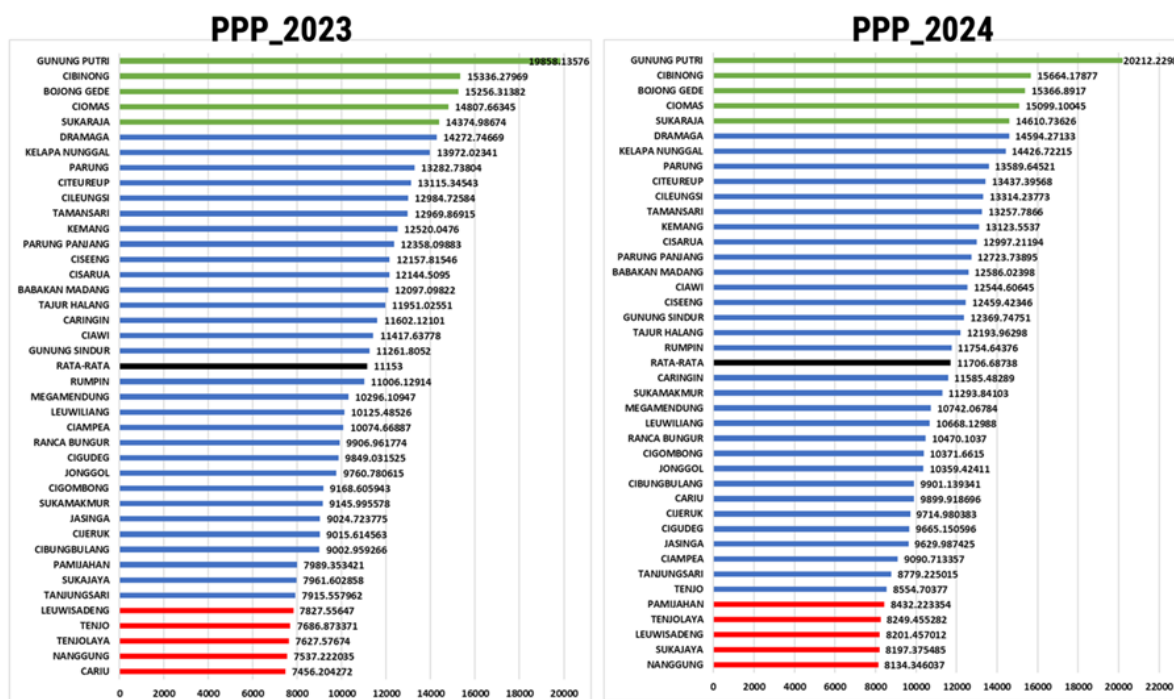 PPP_2023
GUNUNG PUTRI 19858.13576
CIBINONG 15336.27969
BOJONG GEDE 15256.31382
CIOMAS 14807.66345
SUKARAJA 14374.98674
DRAMAGA 14272.74669
KELAPA NUNGGAL 13972.02341
PARUNG 13282.73804
CITEUREUP 13115.34543
CILEUNGSI 12984.72584
TAMANSARI 12969.86915
KEMANG 12520.0476
PARUNG PANJANG 12358.09883
CISEENG 12157.81546
CISARUA 12144.5095
BABAKAN MADANG 12097.09822
TAJUR HALANG 11951.02551
CARINGIN 11602.12101
CIAWI 11417.63778
GUNUNG SINDUR 11261.8052
RATA-RATA 11153
RUMPIN 11006.12914
MEGAMENDUNG 10296.10947
LEUWILIANG 10125.48526
CIAMPEA 10074.66887
RANCA BUNGUR 9906.961774
CIGUDEG 9849.031525
JONGGOL 9760.780615
CIGOMBONG 9168.605943
SUKAMAKMUR 9145.995578
JASINGA 9024.723775
CIJERUK 9015.614563
CIBUNGBULANG 9002.959266
PAMIJAHAN 7989.353421
SUKAJAYA 7961.602858
TANJUNGSARI 7915.557962
LEUWISADENG 7827.55647
TENJO 7686.873371
TENJOLAYA 7627.57674
NANGGUNG 7537.222035
CARIU 7456.204272
0 2000 4000 6000 8000 10000 12000 14000 16000 18000 20000
PPP_2024
GUNUNG PUTRI 20212.2298
CIBINONG 15664.17877
BOJONG GEDE 15366.8917
CIOMAS 15099.10045
SUKARAJA 14610.73626
DRAMAGA 14594.27133
KELAPA NUNGGAL 14426.72215
PARUNG 13589.64521
CITEUREUP 13437.39568
CILEUNGSI 13314.23773
TAMANSARI 13257.7866
KEMANG 13123.5537
CISARUA 12997.21194
PARUNG PANJANG 12723.73895
BABAKAN MADANG 12586.02398
CIAWI 12544.60645
CISEENG 12459.42346
GUNUNG SINDUR 12369.74751
TAJUR HALANG 12193.96298
RUMPIN 11754.64376
RATA-RATA 11706.68738
CARINGIN 11585.48289
SUKAMAKMUR 11293.84103
MEGAMENDUNG 10742.06784
LEUWILIANG 10668.12988
RANCA BUNGUR 10470.1037
CIGOMBONG 10371.6615
JONGGOL 10359.42411
CIBUNGBULANG 9901.139341
CARIU 9899.918696
CIJERUK 9714.980383
CIGUDEG 9665.150596
JASINGA 9629.987425
CIAMPEA 9090.713357
TANJUNGSARI 8779.225015
TENJO 8554.70377
PAMIJAHAN 8432.223354
TENJOLAYA 8249.455282
LEUWISADENG 8201.457012
SUKAJAYA 8197.375485
NANGGUNG 8134.346037
0 2000 4000 6000 8000 10000 12000 14000 16000 18000 20000